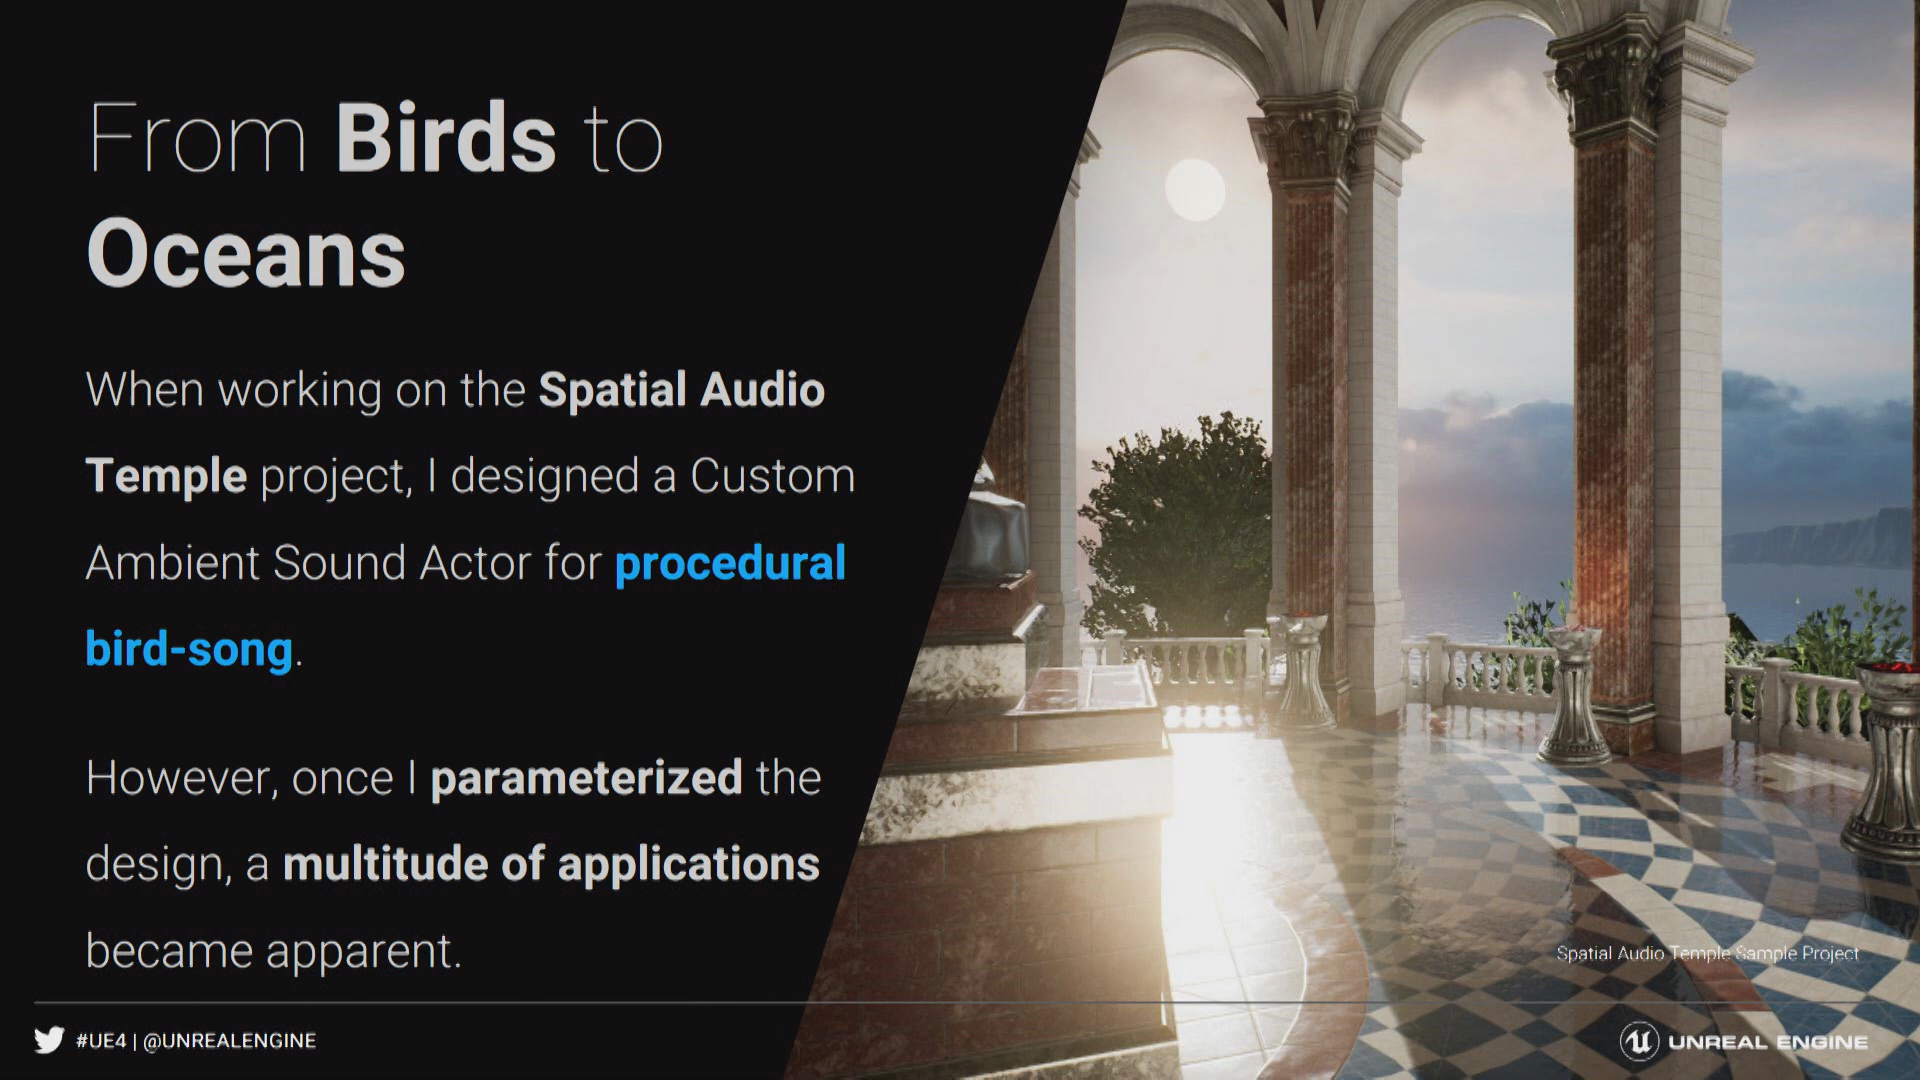 From Birds to
Oceans
When working on the Spatial Audio
Temple project, I designed a Custom
Ambient Sound Actor for procedural
bird-song.
However, once I parameterized the
design, a multitude of applications
became apparent.
Spatial Audio Temple Sample Project
#UE4 | @UNREALENGINE
UNREAL ENGINE